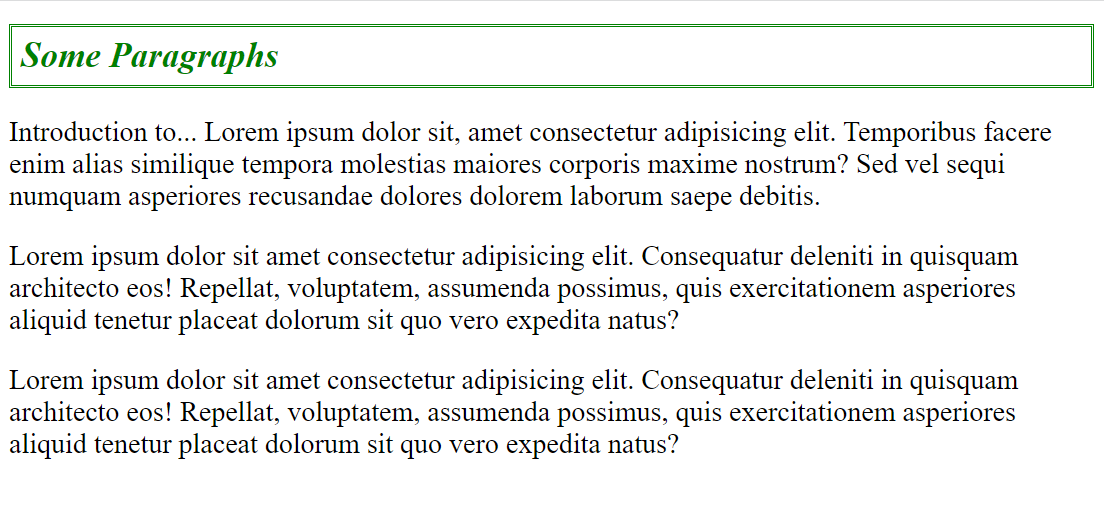 Some Paragraphs
Introduction to... Lorem ipsum dolor sit, amet consectetur adipisicing elit. Temporibus facere
enim alias similique tempora molestias maiores corporis maxime nostrum? Sed vel sequi
numquam asperiores recusandae dolores dolorem laborum saepe debitis.
Lorem ipsum dolor sit amet consectetur adipisicing elit. Consequatur deleniti in quisquam
architecto eos! Repellat, voluptatem, assumenda possimus, quis exercitationem asperiores
aliquid tenetur placeat dolorum sit quo vero expedita natus?
Lorem ipsum dolor sit amet consectetur adipisicing elit. Consequatur deleniti in quisquam
architecto eos! Repellat, voluptatem, assumenda possimus, quis exercitationem asperiores
aliquid tenetur placeat dolorum sit quo vero expedita natus?